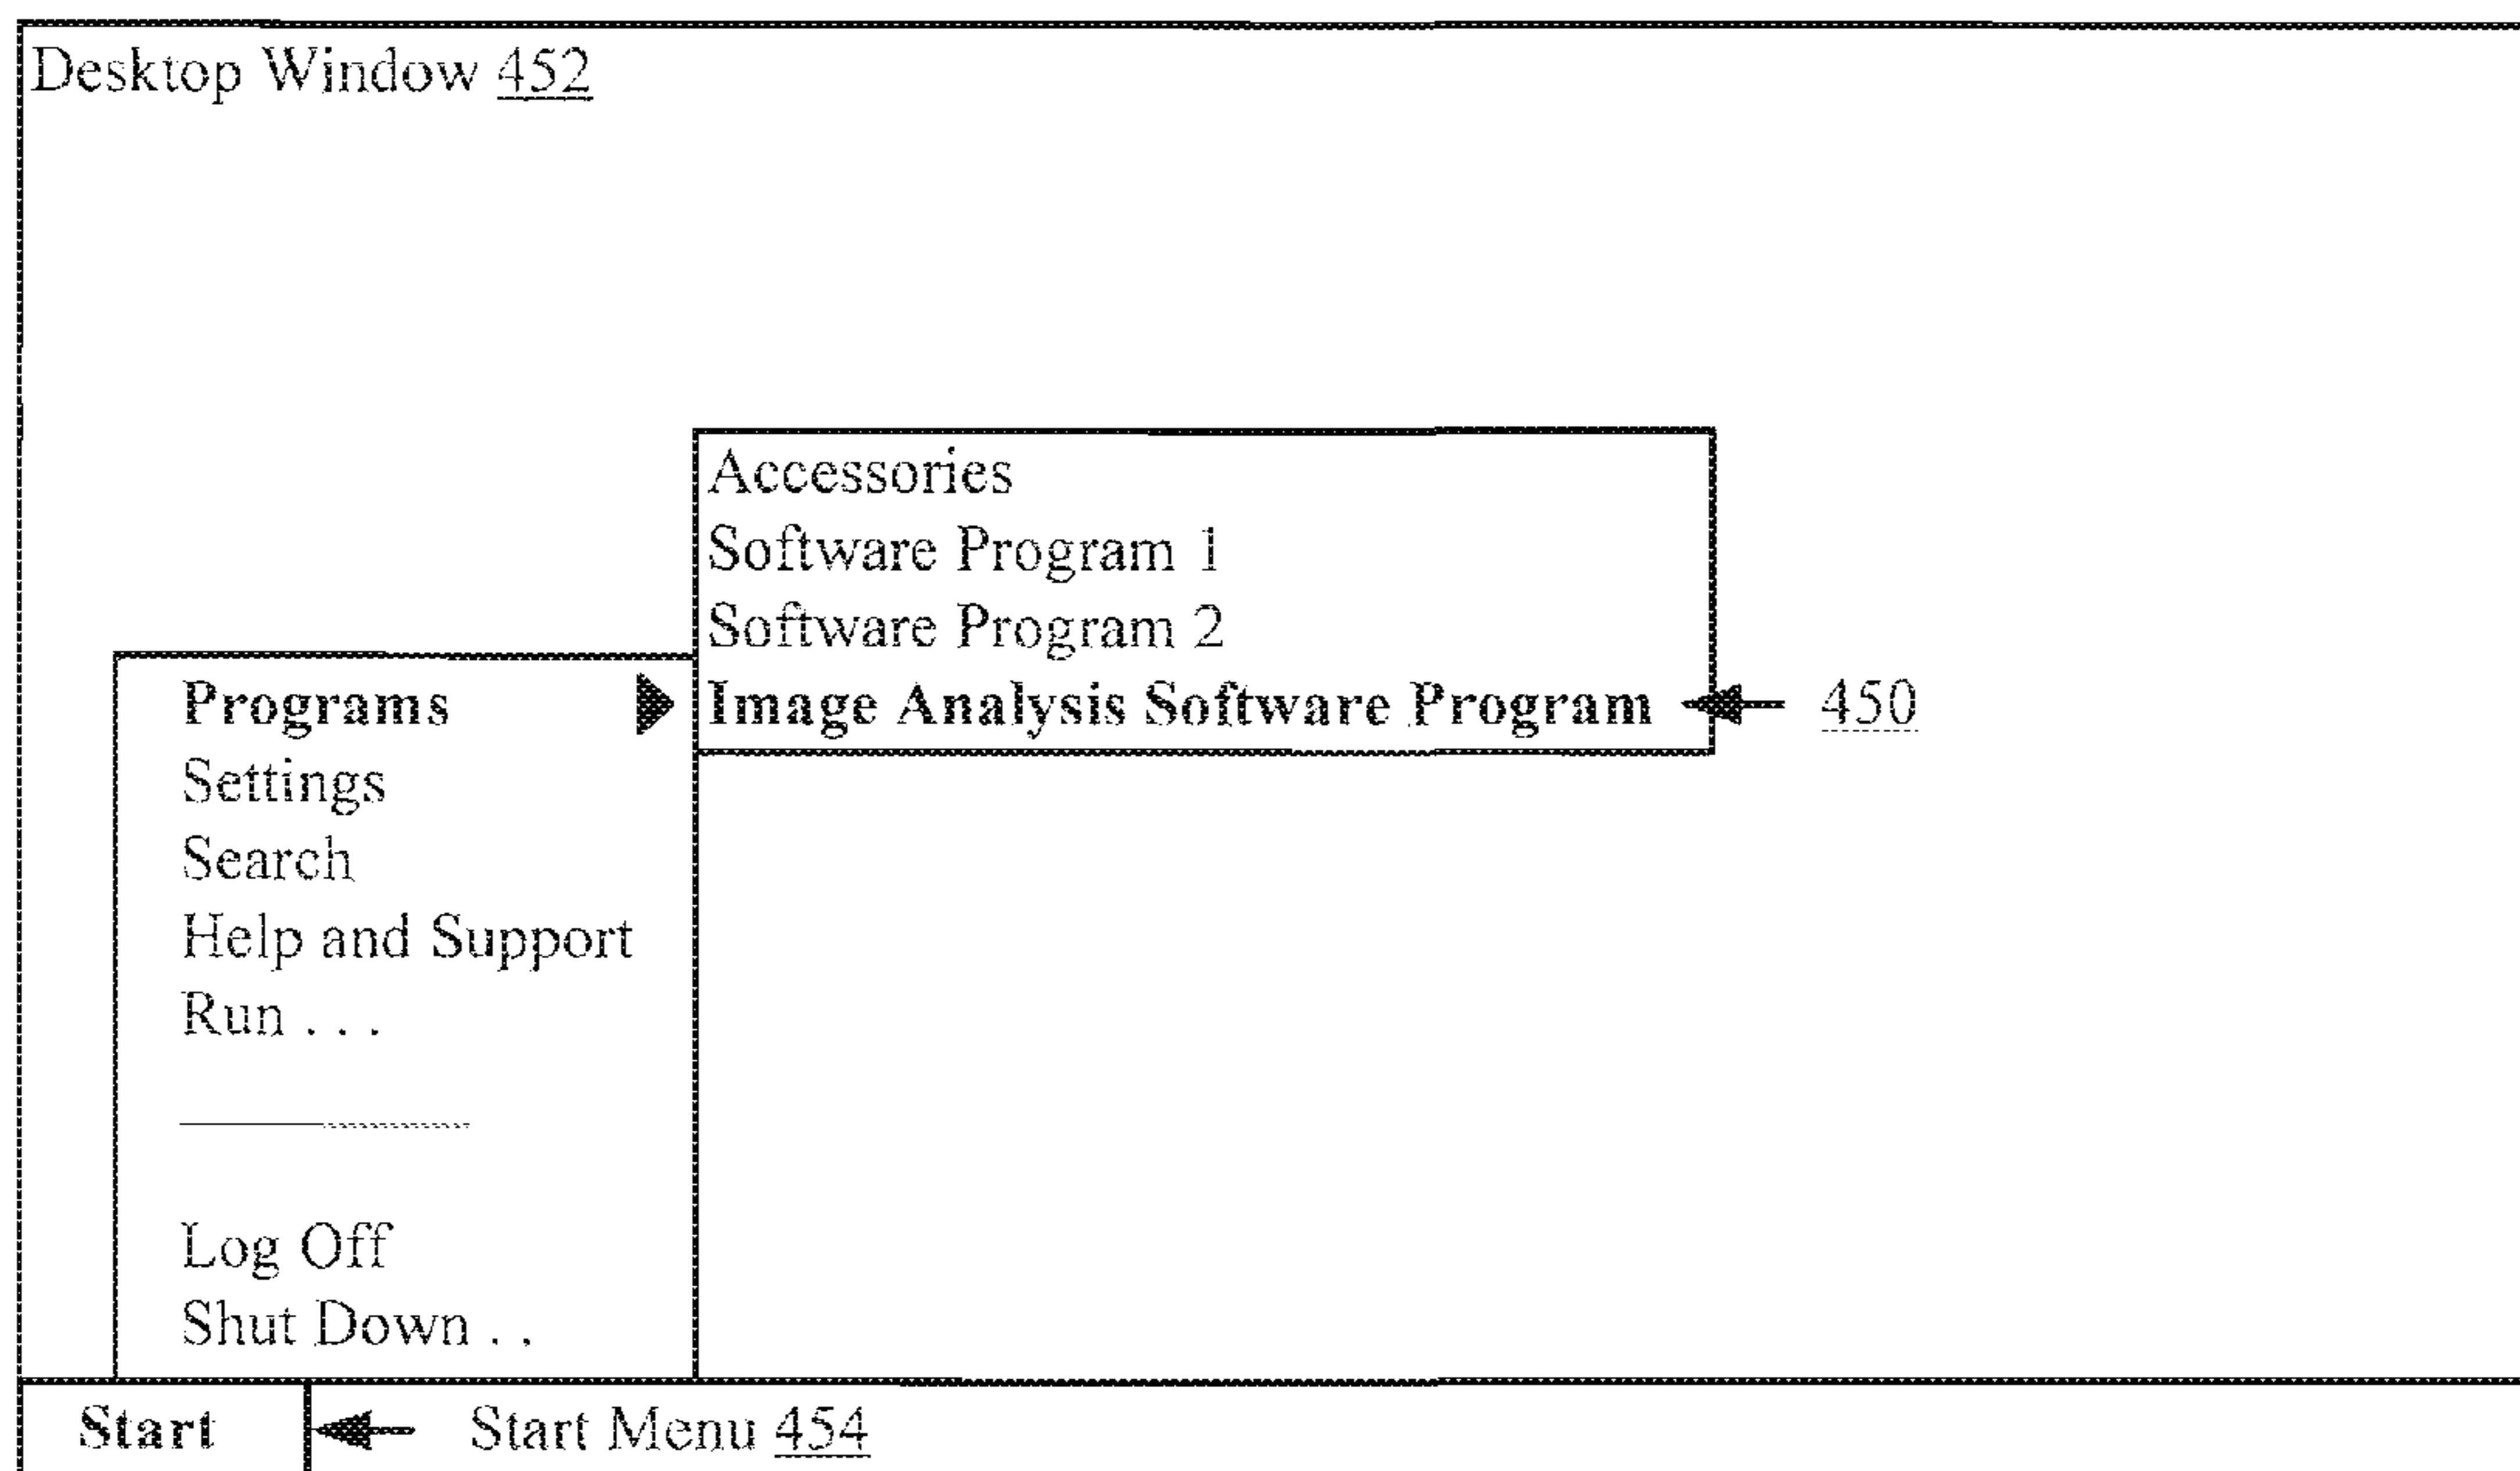 Desktop Window 452
Accessories
Software Program 1
Software Program 2
Programs
Image Analysis Software Program 450
Settings
Search
Help and Support
Run . . .
Log Off
Shut Down . .
Start
Start Menu 454